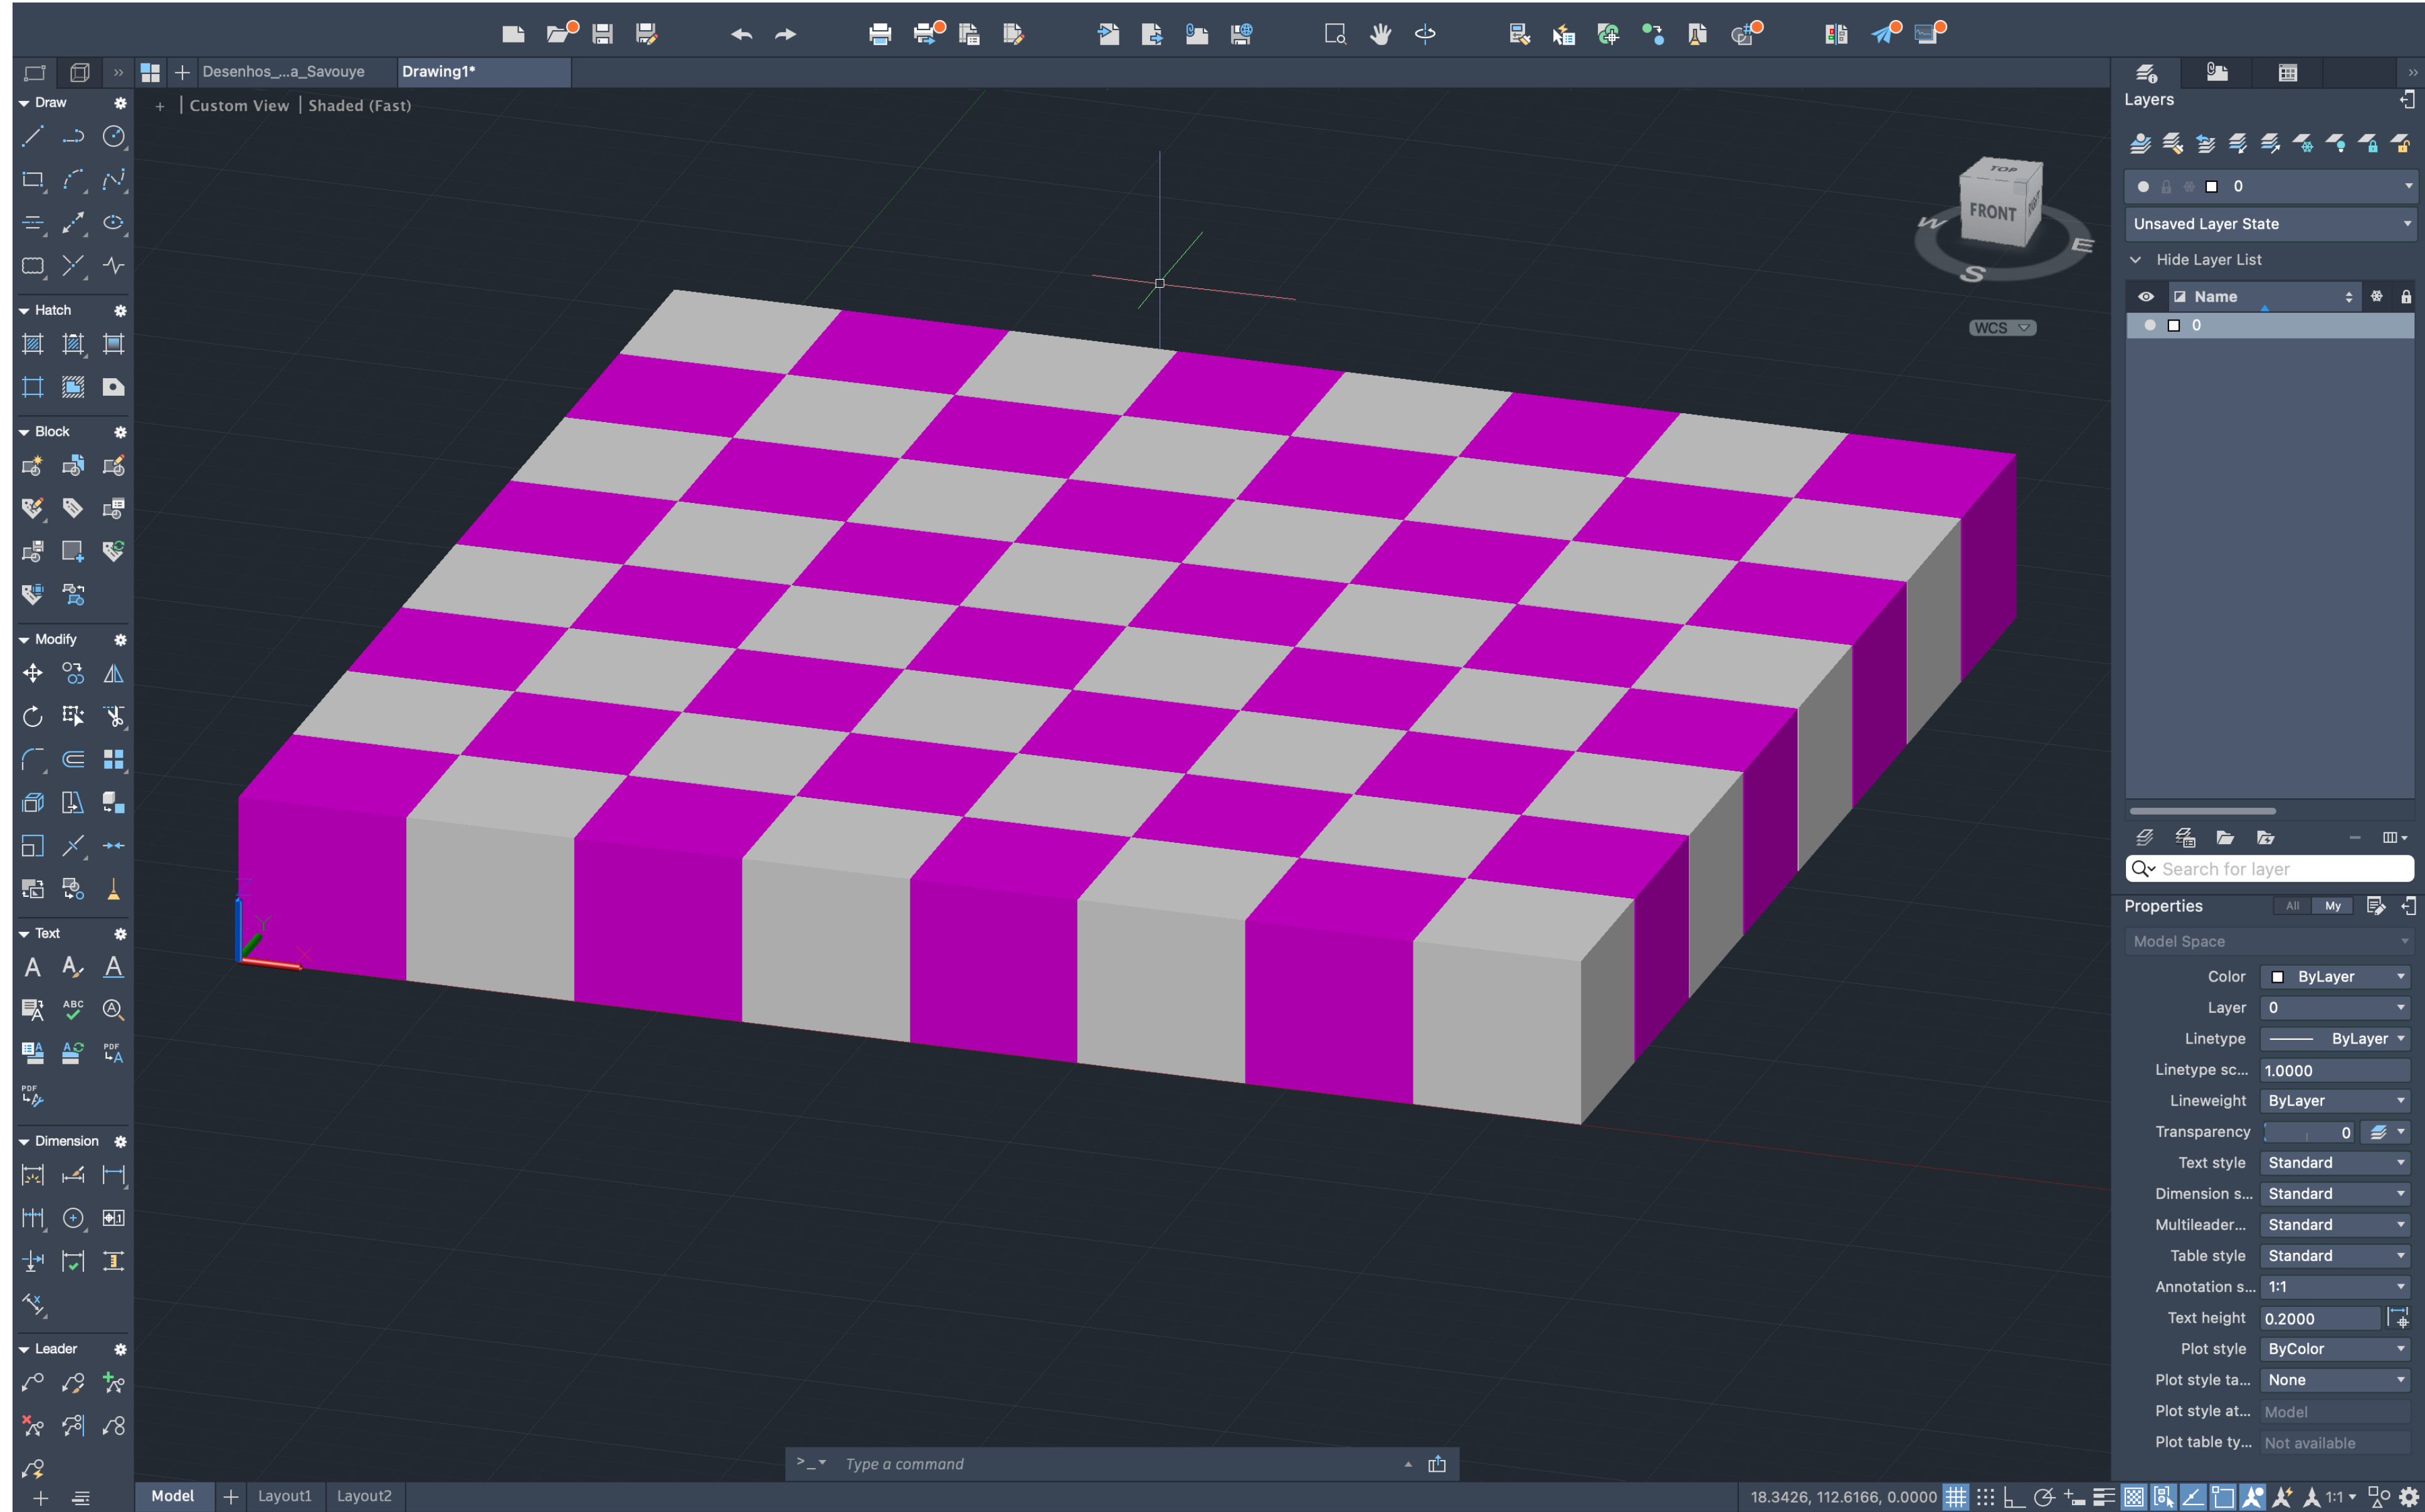 Desenhos_...a_Savouye
Drawing1*
+ | Custom View | Shaded (Fast)
Draw
Hatch
Block
Modify
Text
A
A
A
ABC
A
PDF
A
PDF
Dimension
Leader
TOP
FRONT
W
S
E
WCS
Z
Y
X
>_ Type a command
Model
Layout1
Layout2
Layers
0
Unsaved Layer State
Hide Layer List
Name
0
Search for layer
Properties
All
My
Model Space
Color ByLayer
Layer 0
Linetype ByLayer
Linetype sc... 1.0000
Lineweight ByLayer
Transparency 0
Text style Standard
Dimension s... Standard
Multileader... Standard
Table style Standard
Annotation s... 1:1
Text height 0.2000
Plot style ByColor
Plot style ta... None
Plot style at... Model
Plot table ty... Not available
18.3426, 112.6166, 0.0000
1:1